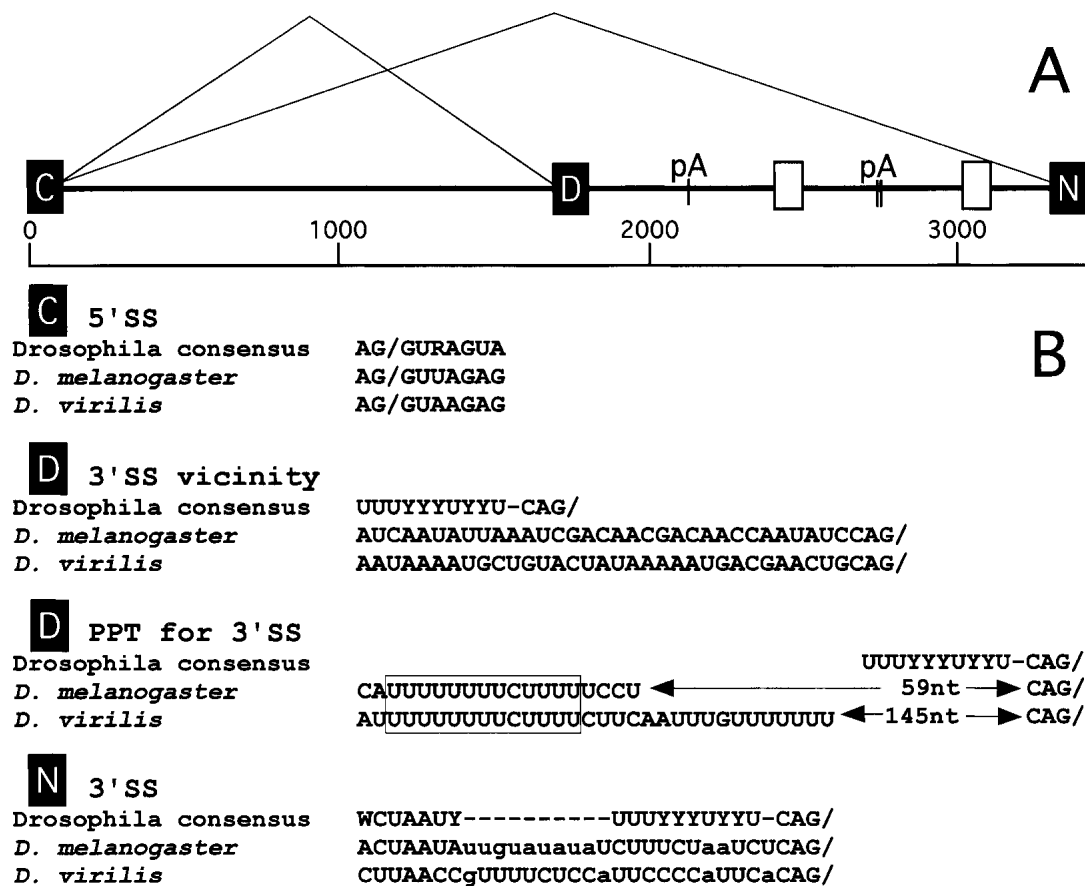 A
C D pA pA N
0 1000 2000 3000
B
C 5'SS
Drosophila consensus AG/GURAGUA
D. melanogaster AG/GUUAGAG
D. virilis AG/GUAAGAG
D 3'SS vicinity
Drosophila consensus UUUYYYUYYU-CAG/
D. melanogaster AUCAAUAUUAAAUCGACAACGACAACCAAUAUCCAG/
D. virilis AAUAAAAUGCUGUACUAUAAAAAUGACGAACUGCAG/
D PPT for 3'SS
Drosophila consensus UUUYYYUYYU-CAG/
D. melanogaster CAUUUUUUUUCUUUUUCCU 59nt CAG/
D. virilis AUUUUUUUUUCUUUUCUUCAAUUUGUUUUUUU 145nt CAG/
N 3'SS
Drosophila consensus WCUAAUY----------UUUYYYUYYU-CAG/
D. melanogaster ACUAAUAuuguauauaUCUUUCUaaUCUCAG/
D. virilis CUUAACCgUUUUCUCCaUUCCCCaUUCaCAG/